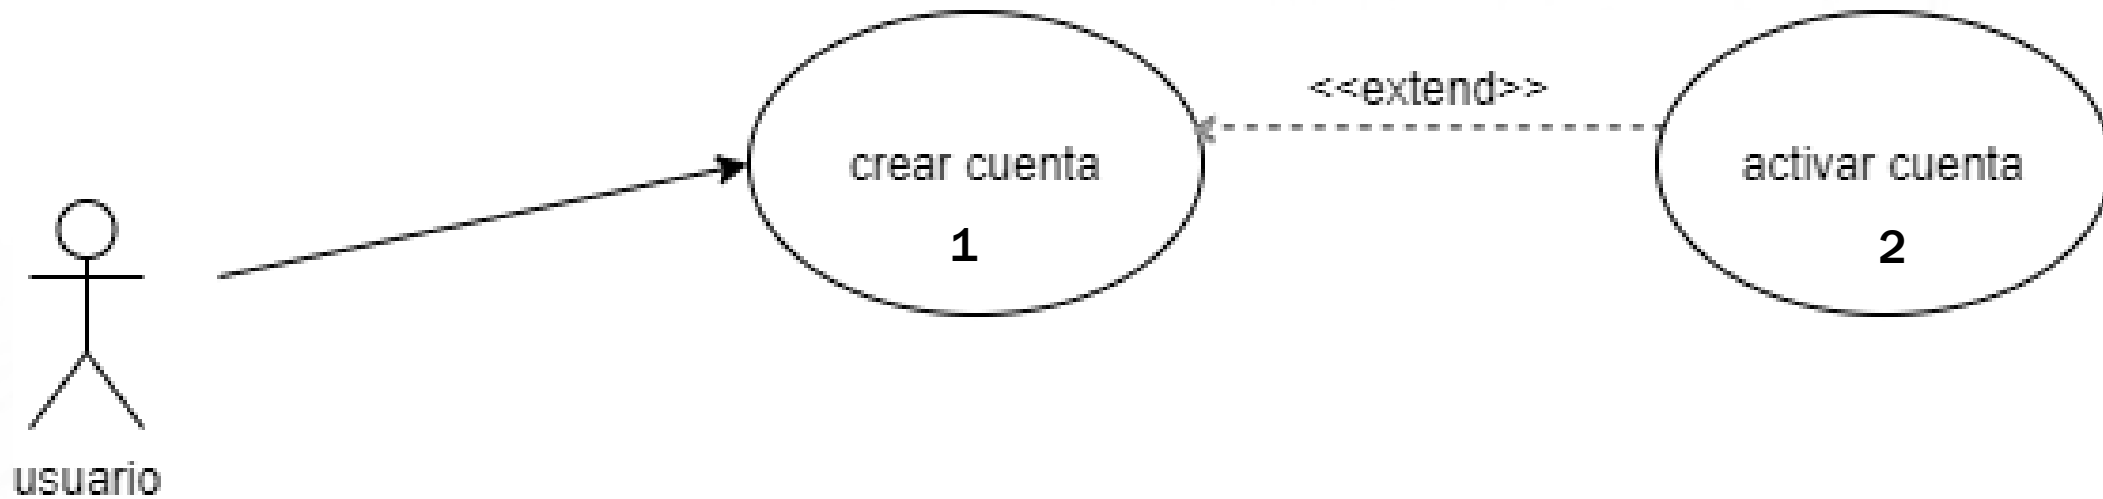 <<extend>>
crear cuenta
activar cuenta
1
2
usuario